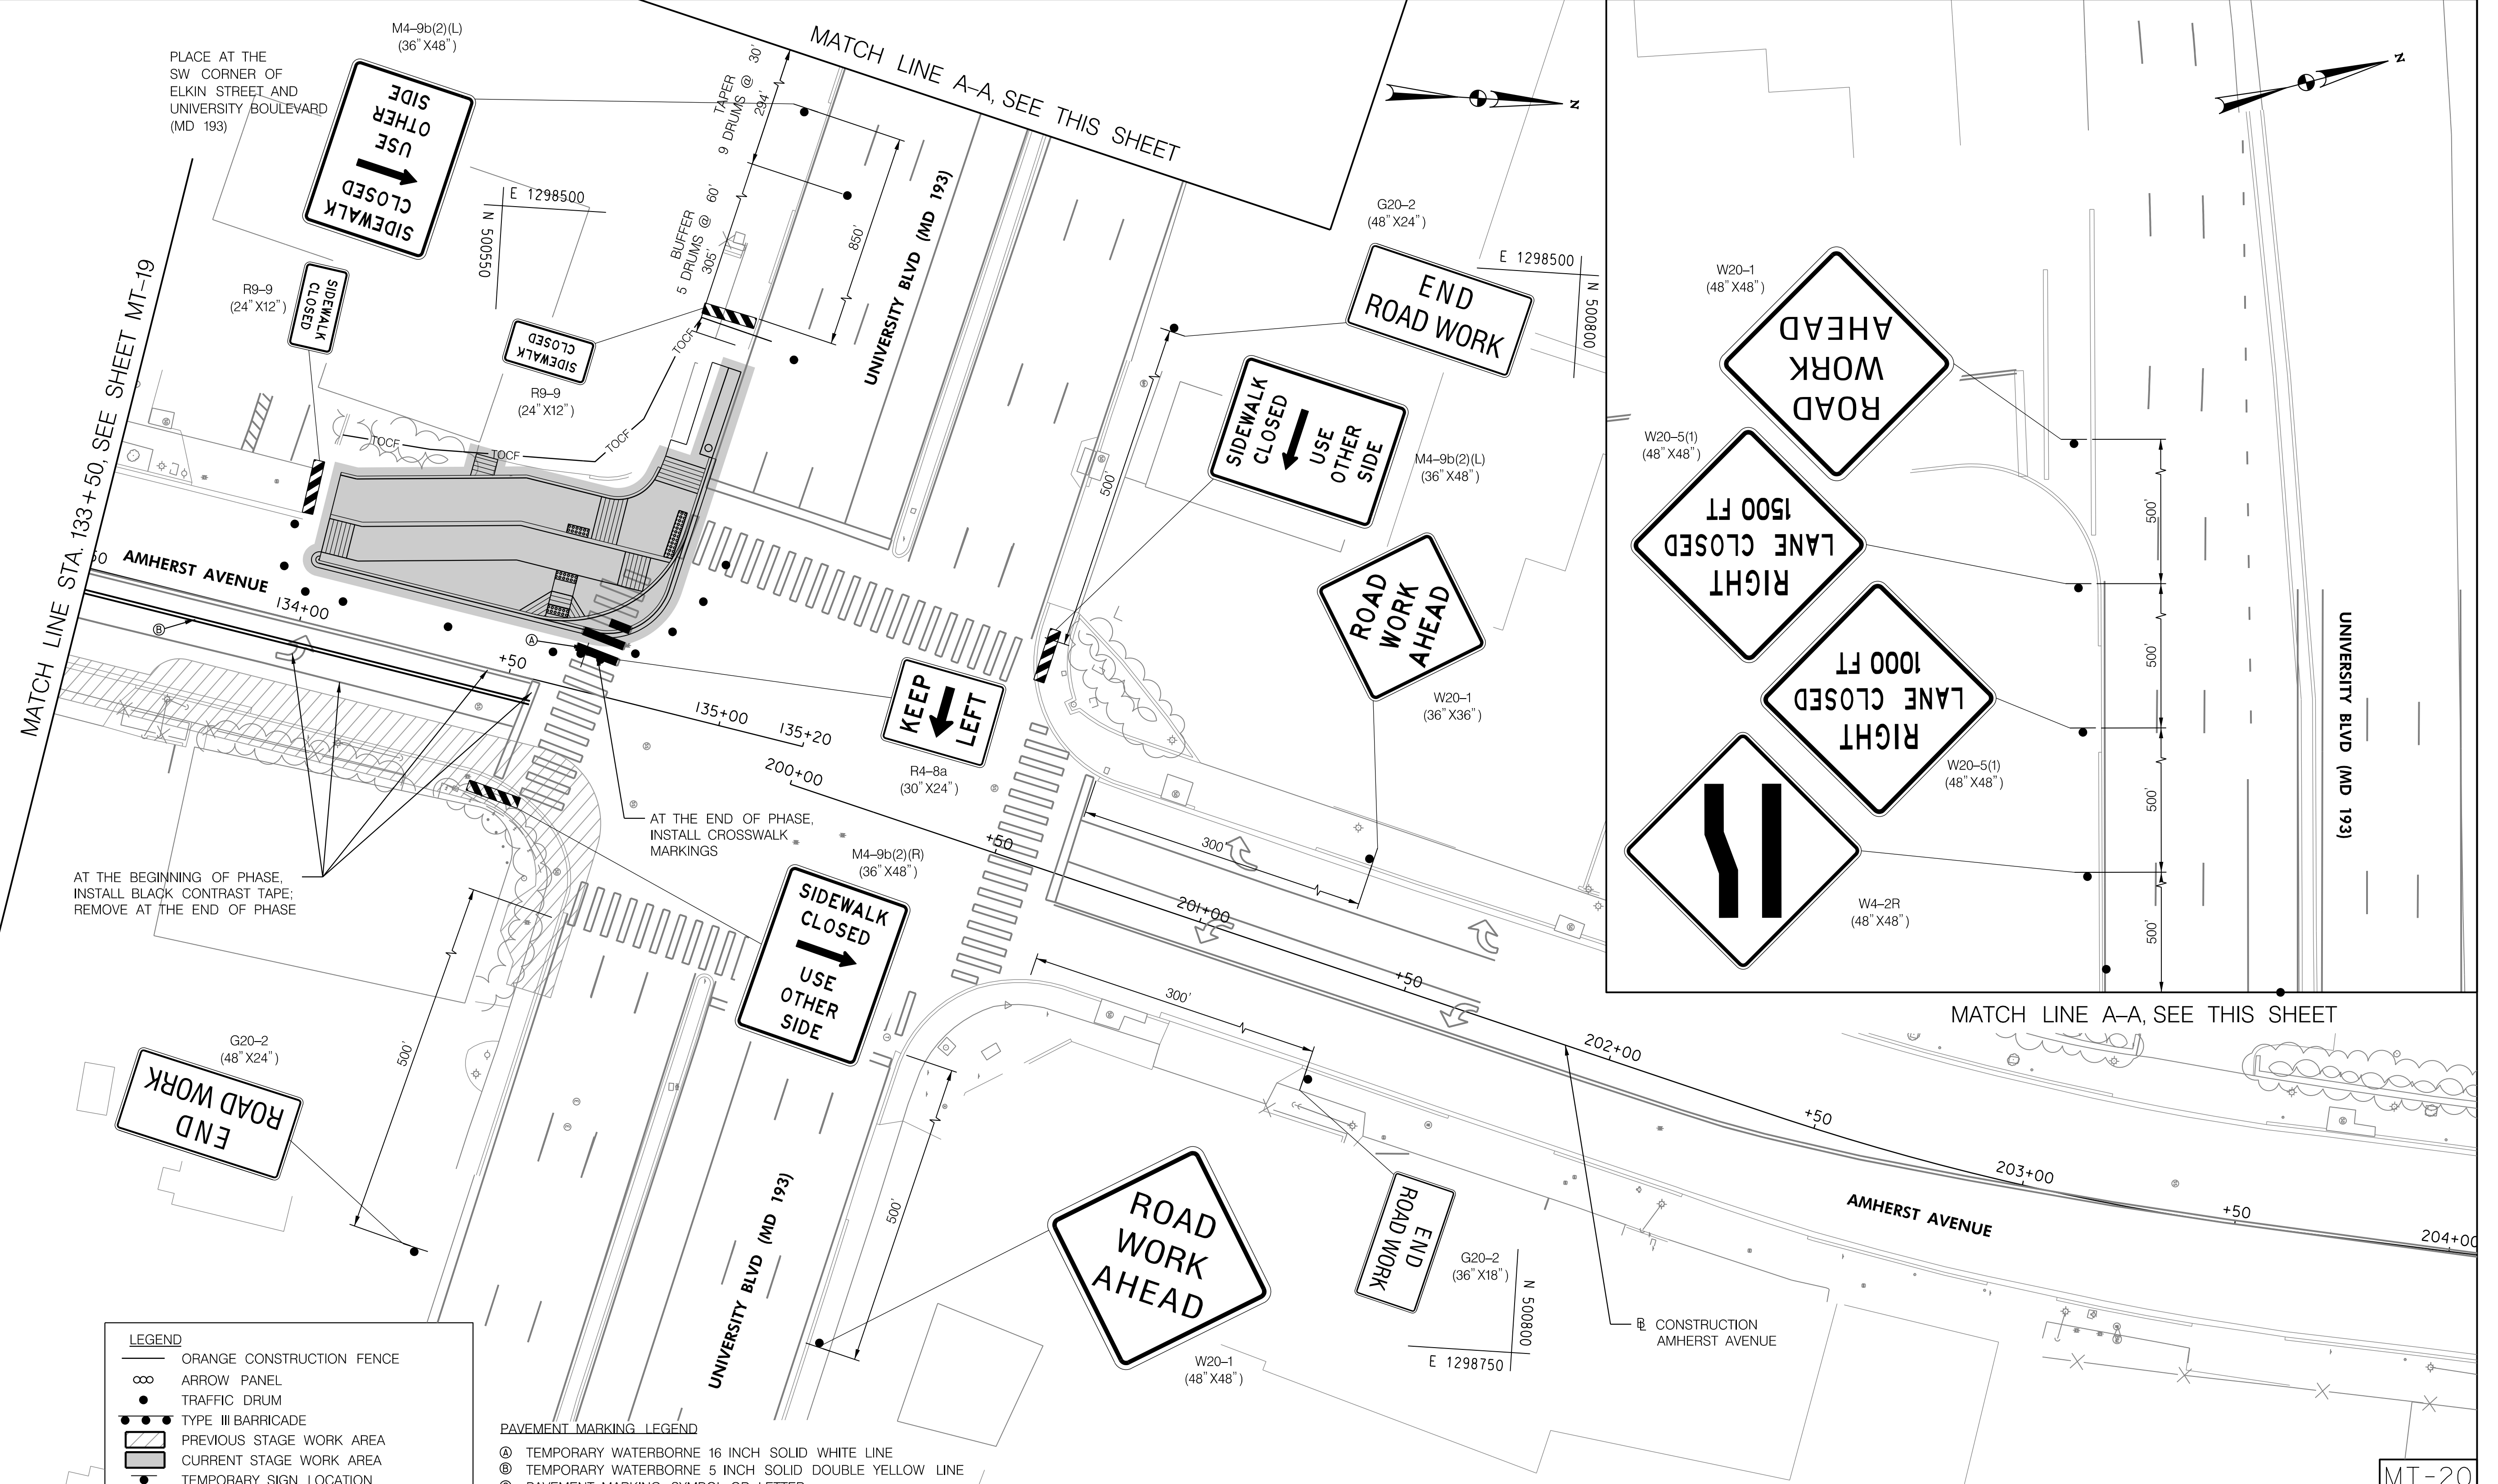 M4-9b(2)(L)
(36"X48")
PLACE AT THE
SW CORNER OF
ELKIN STREET AND
UNIVERSITY BOULEVARD
(MD 193)
SIDEWALK
CLOSED
USE
OTHER
SIDE
E 1298500
N 500550
TAPER
9 DRUMS @ 30'
294'
BUFFER
5 DRUMS @ 60'
305'
850'
UNIVERSITY BLVD (MD 193)
MATCH LINE A-A, SEE THIS SHEET
N
G20-2
(48"X24")
END
ROAD WORK
E 1298500
N 500800
R9-9
(24"X12")
SIDEWALK
CLOSED
SIDEWALK
CLOSED
R9-9
(24"X12")
TOCF
TOCF
TOCF
TOCF
MATCH LINE STA. 133+50, SEE SHEET MT-19
500'
SIDEWALK
CLOSED
USE
OTHER
SIDE
M4-9b(2)(L)
(36"X48")
ROAD
WORK
AHEAD
W20-1
(36"X36")
50
AMHERST AVENUE
134+00
B
A
+50
135+00
135+20
KEEP
LEFT
R4-8a
(30"X24")
200+00
+50
AT THE END OF PHASE,
INSTALL CROSSWALK
MARKINGS
AT THE BEGINNING OF PHASE,
INSTALL BLACK CONTRAST TAPE;
REMOVE AT THE END OF PHASE
300'
201+00
+50
M4-9b(2)(R)
(36"X48")
SIDEWALK
CLOSED
USE
OTHER
SIDE
300'
202+00
+50
203+00
+50
204+00
AMHERST AVENUE
G20-2
(48"X24")
END
ROAD WORK
500'
UNIVERSITY BLVD (MD 193)
500'
ROAD
WORK
AHEAD
W20-1
(48"X48")
END
ROAD WORK
G20-2
(36"X18")
N 500800
E 1298750
BL CONSTRUCTION
AMHERST AVENUE
N
W20-1
(48"X48")
ROAD
WORK
AHEAD
W20-5(1)
(48"X48")
RIGHT
LANE CLOSED
1500 FT
RIGHT
LANE CLOSED
1000 FT
W20-5(1)
(48"X48")
W4-2R
(48"X48")
500'
500'
500'
500'
UNIVERSITY BLVD (MD 193)
MATCH LINE A-A, SEE THIS SHEET
LEGEND
ORANGE CONSTRUCTION FENCE
ARROW PANEL
TRAFFIC DRUM
TYPE III BARRICADE
PREVIOUS STAGE WORK AREA
CURRENT STAGE WORK AREA
TEMPORARY SIGN LOCATION
PAVEMENT MARKING LEGEND
A TEMPORARY WATERBORNE 16 INCH SOLID WHITE LINE
B TEMPORARY WATERBORNE 5 INCH SOLID DOUBLE YELLOW LINE
PAVEMENT MARKING SYMBOL OR LETTER
MT-20